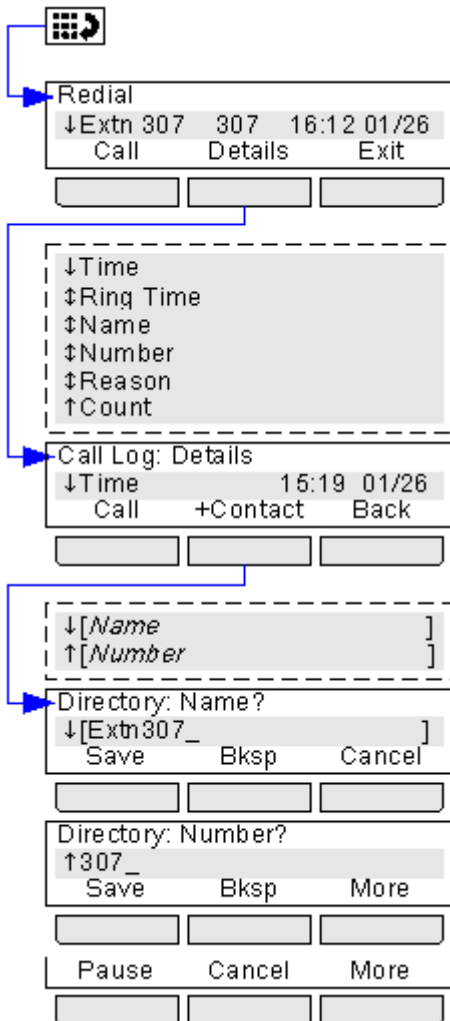 Redial
↓Extn 307 307 16:12 01/26
Call Details Exit
↓Time
↕Ring Time
↕Name
↕Number
↕Reason
↑Count
Call Log: Details
↓Time 15:19 01/26
Call +Contact Back
↓[Name ]
↑[Number ]
Directory: Name?
↓[Extn307_ ]
Save Bksp Cancel
Directory: Number?
↑307_
Save Bksp More
Pause Cancel More